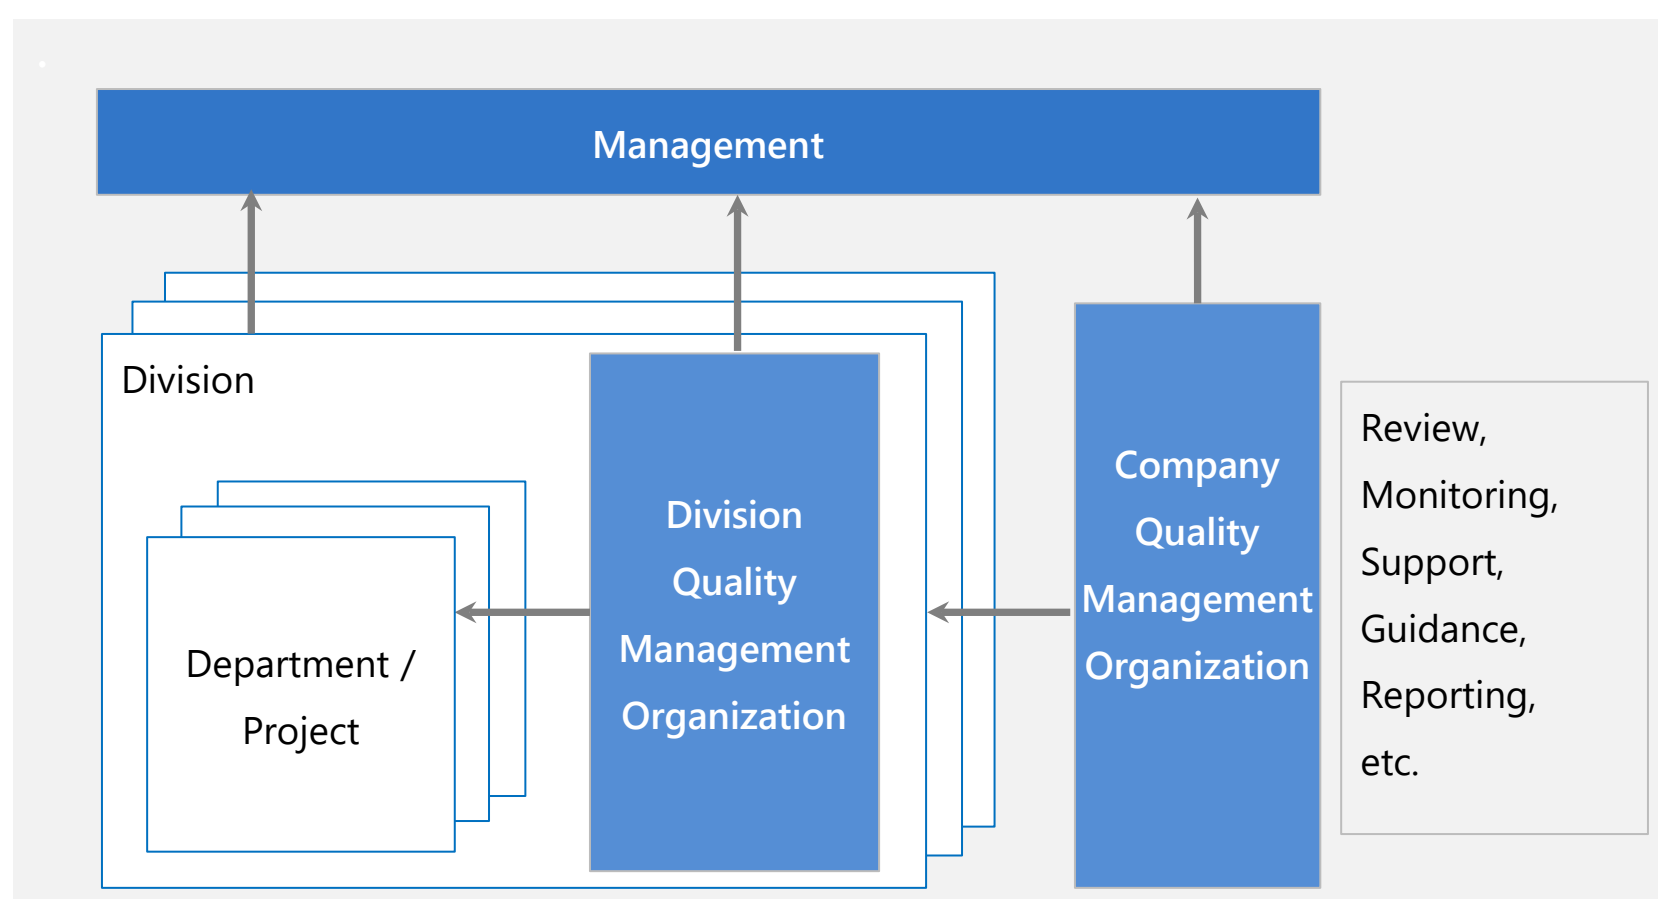 Management
Division
Department /
Project
Division
Quality
Management
Organization
Company
Quality
Management
Organization
Review,
Monitoring,
Support,
Guidance,
Reporting,
etc.